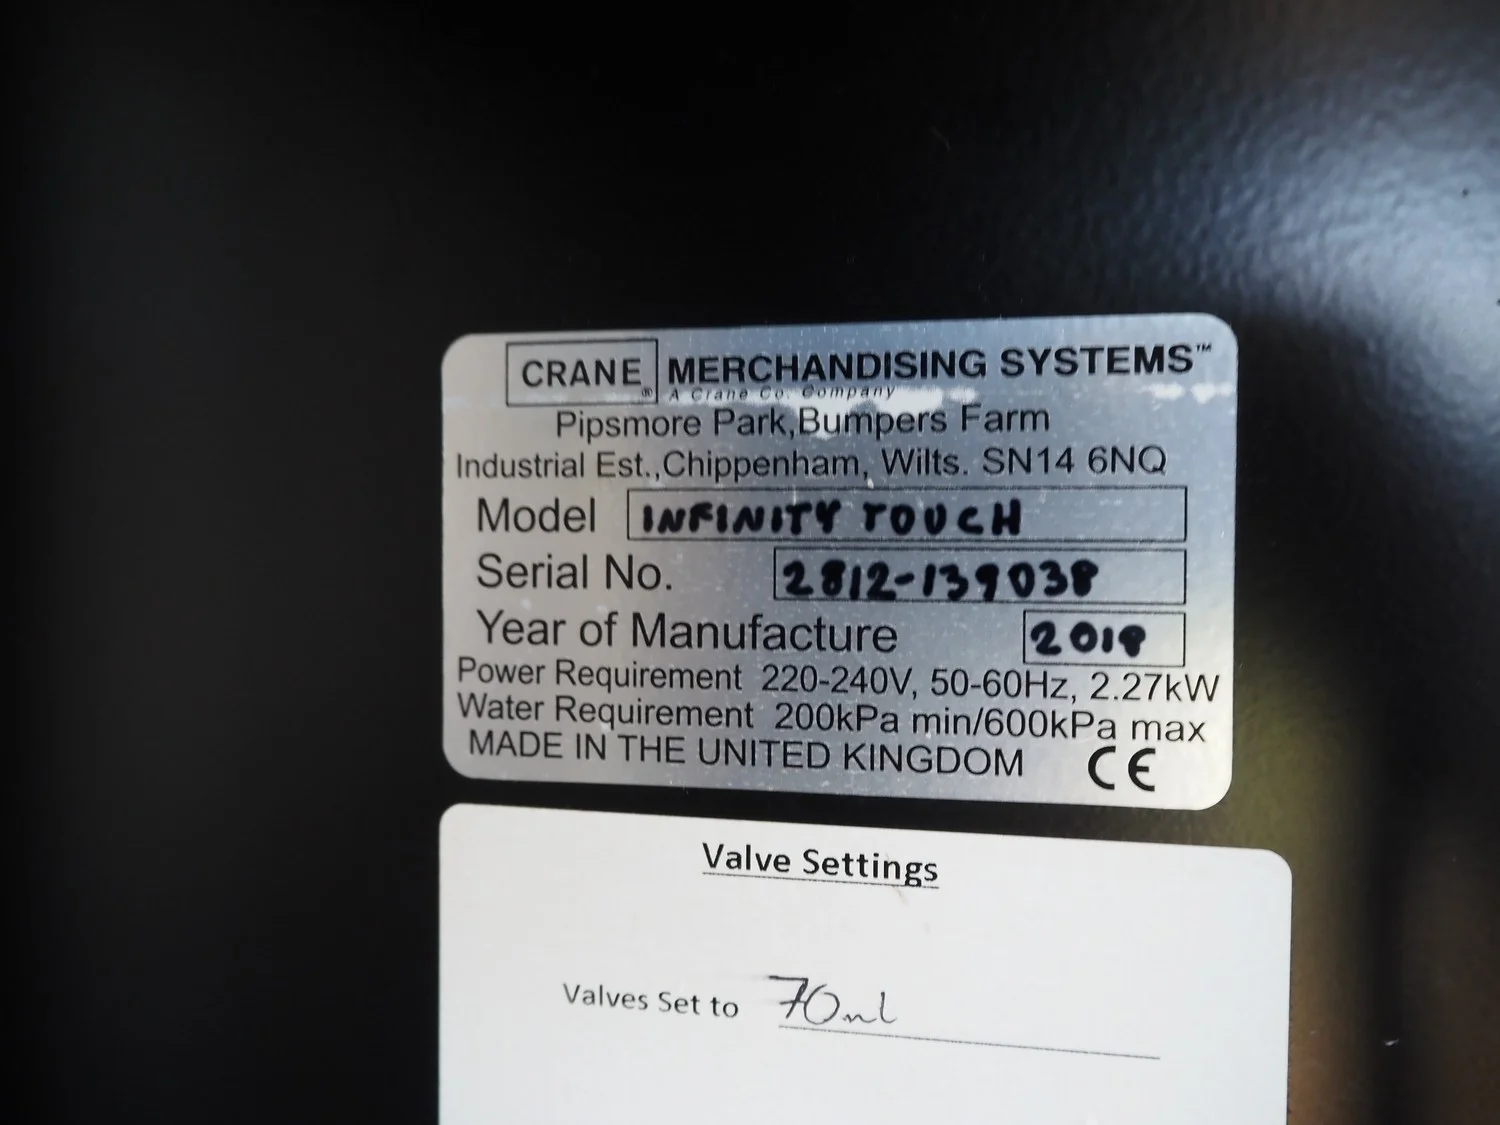 CRANE® MERCHANDISING SYSTEMS™
A Crane Co. Company
Pipsmore Park,Bumpers Farm
Industrial Est.,Chippenham, Wilts. SN14 6NQ
Model INFINITY TOUCH
Serial No. 2812-139038
Year of Manufacture 2018
Power Requirement 220-240V, 50-60Hz, 2.27kW
Water Requirement 200kPa min/600kPa max
MADE IN THE UNITED KINGDOM CE
Valve Settings
Valves Set to 70ml